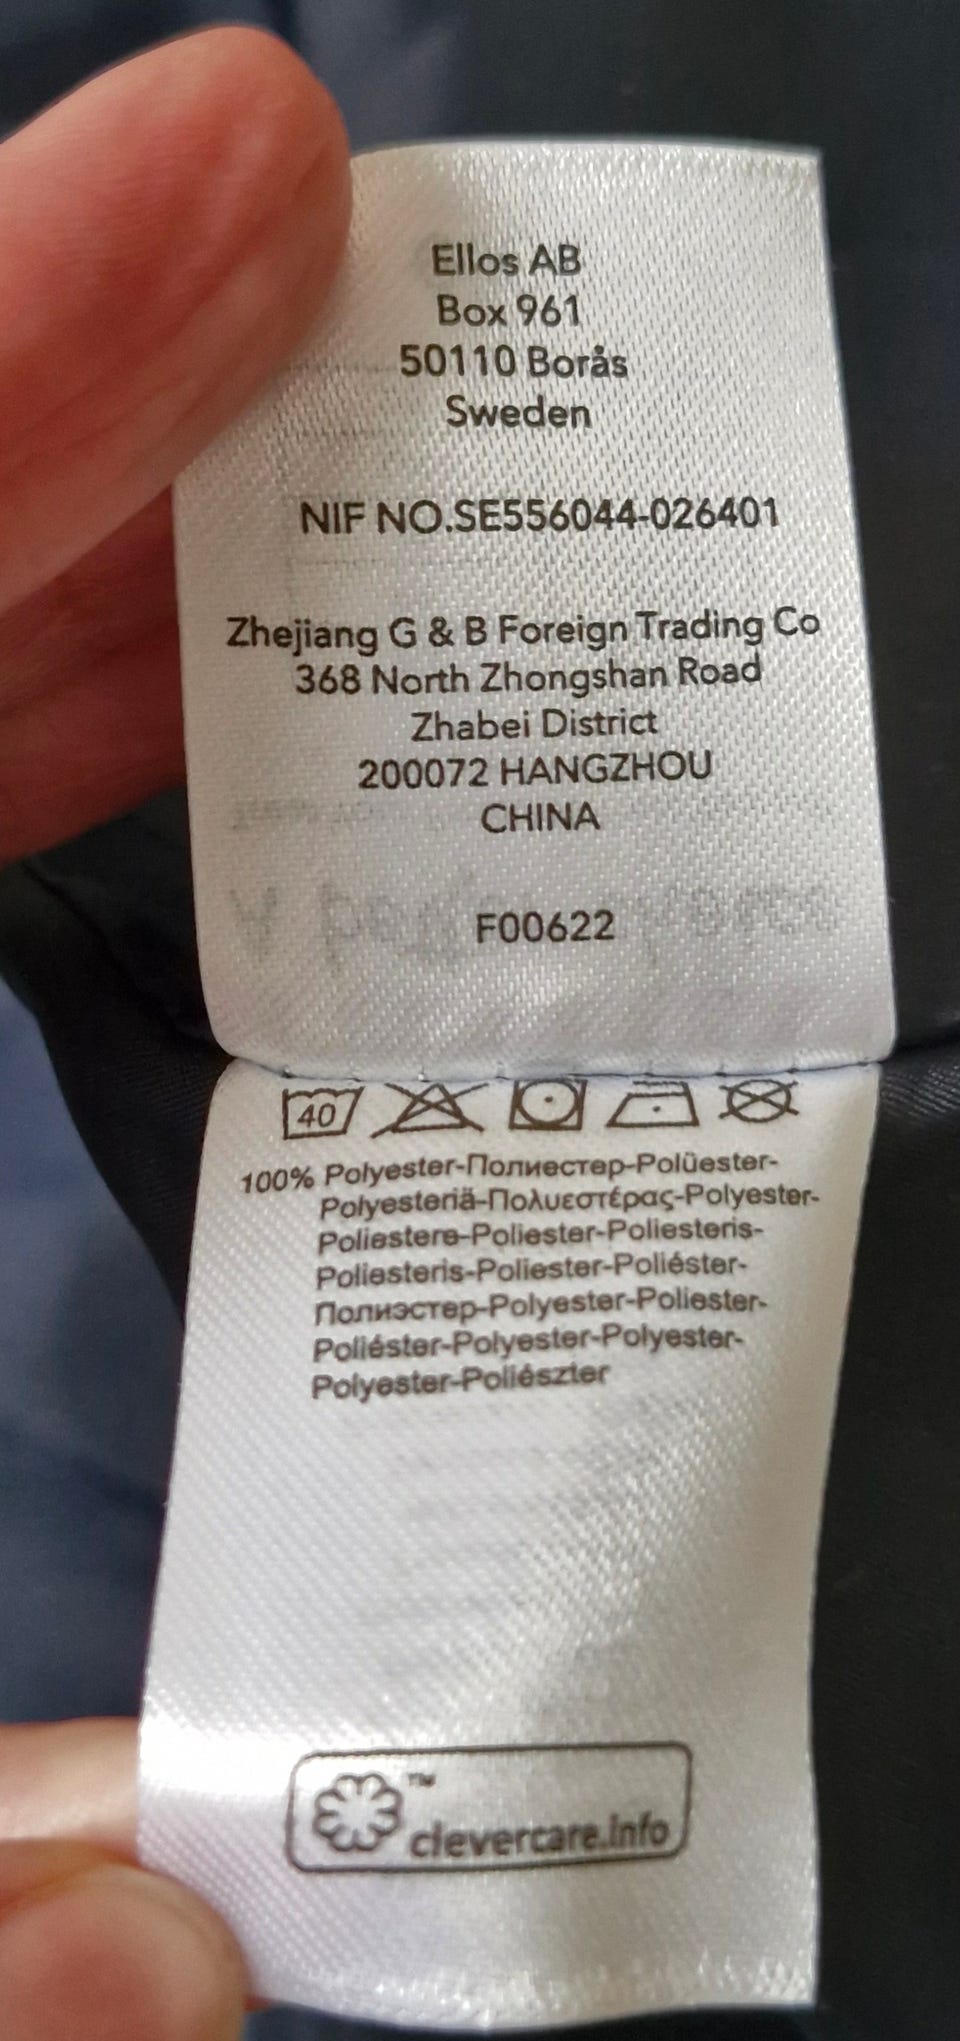 Ellos AB
Box 961
50110 Borås
Sweden
NIF NO.SE556044-026401
Zhejiang G & B Foreign Trading Co
368 North Zhongshan Road
Zhabei District
200072 HANGZHOU
CHINA
F00622
40
100% Polyester-Полиестер-Polüester-
Polyesteriä-Πολυεστέρας-Polyester-
Poliestere-Poliester-Poliesteris-
Poliesteris-Poliester-Poliéster-
Полиэстер-Polyester-Poliester-
Poliéster-Polyester-Polyester-
Polyester-Poliészter
TM
clevercare.info